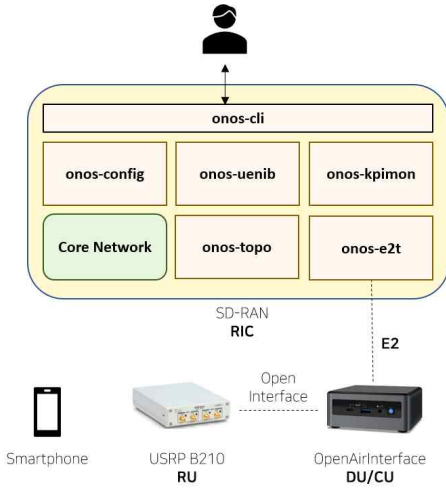 onos-cli
onos-config
onos-uenib
onos-kpimon
Core Network
onos-topo
onos-e2t
SD-RAN
RIC
E2
Open
Interface
Smartphone
USRP B210
RU
OpenAirInterface
DU/CU